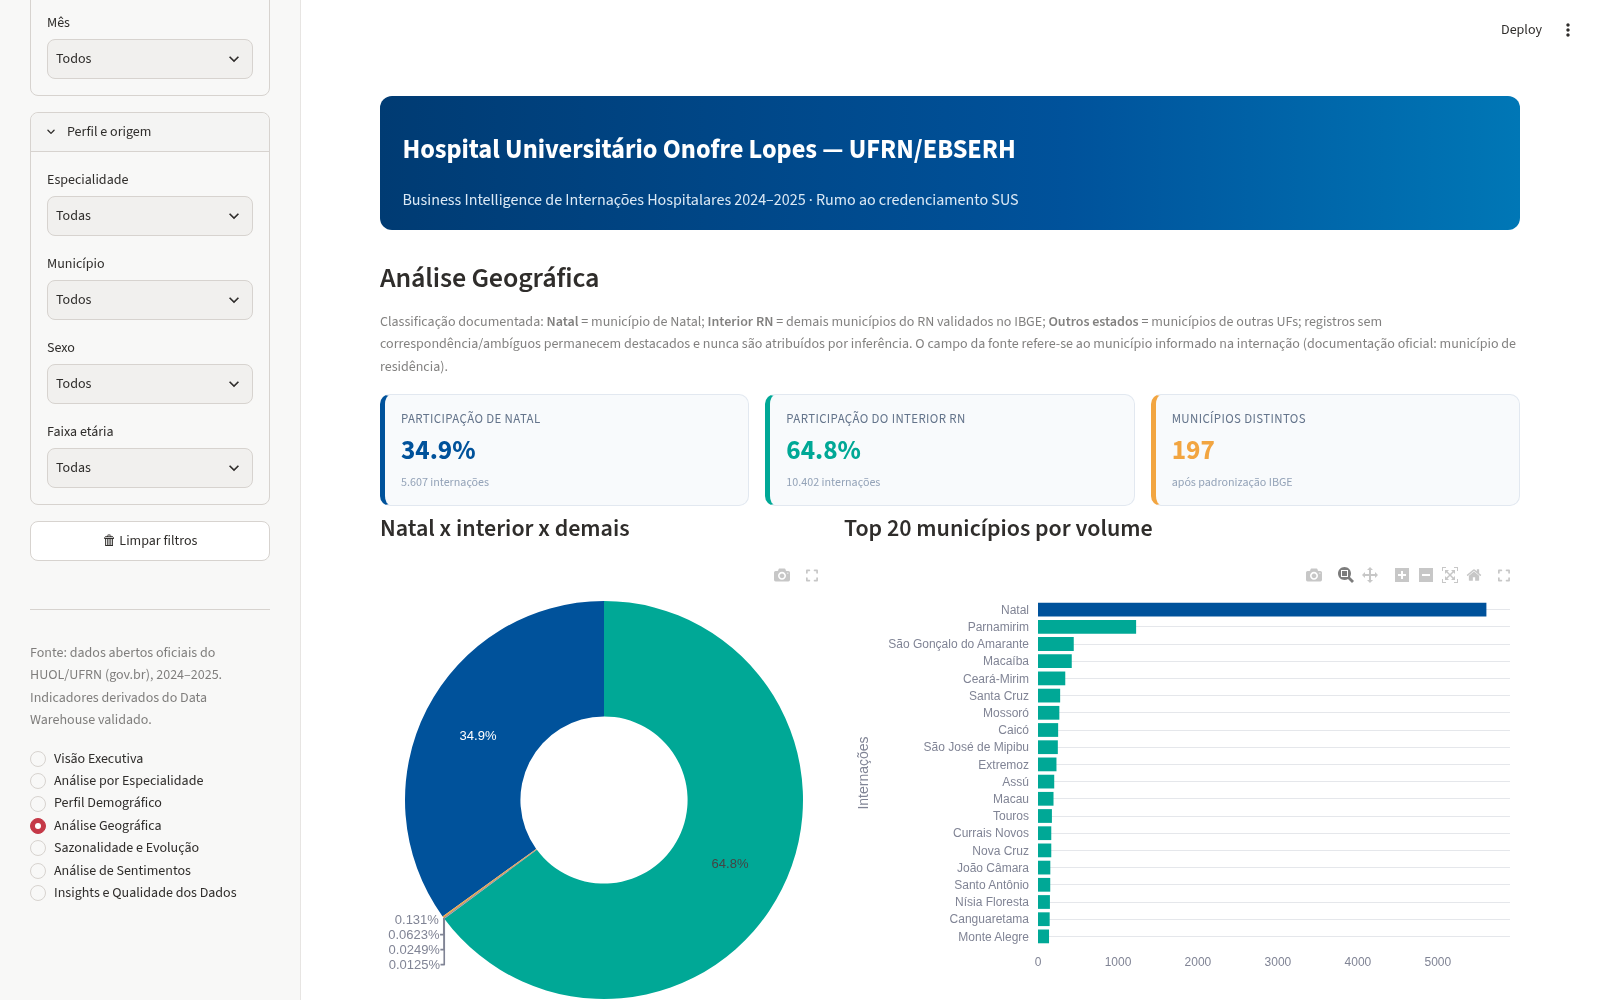 Mês
Todos
Perfil e origem
Especialidade
Todas
Município
Todos
Sexo
Todos
Faixa etária
Todas
Limpar filtros
Fonte: dados abertos oficiais do
HUOL/UFRN (gov.br), 2024–2025.
Indicadores derivados do Data
Warehouse validado.
Visão Executiva
Análise por Especialidade
Perfil Demográfico
Análise Geográfica
Sazonalidade e Evolução
Análise de Sentimentos
Insights e Qualidade dos Dados
Deploy
Hospital Universitário Onofre Lopes — UFRN/EBSERH
Business Intelligence de Internações Hospitalares 2024–2025 · Rumo ao credenciamento SUS
Análise Geográfica
Classificação documentada: Natal = município de Natal; Interior RN = demais municípios do RN validados no IBGE; Outros estados = municípios de outras UFs; registros sem
correspondência/ambíguos permanecem destacados e nunca são atribuídos por inferência. O campo da fonte refere-se ao município informado na internação (documentação oficial: município de
residência).
PARTICIPAÇÃO DE NATAL
34.9%
5.607 internações
PARTICIPAÇÃO DO INTERIOR RN
64.8%
10.402 internações
MUNICÍPIOS DISTINTOS
197
após padronização IBGE
Natal x interior x demais
34.9%
64.8%
0.131%
0.0623%
0.0249%
0.0125%
Top 20 municípios por volume
Internações
Natal
Parnamirim
São Gonçalo do Amarante
Macaíba
Ceará-Mirim
Santa Cruz
Mossoró
Caicó
São José de Mipibu
Extremoz
Assú
Macau
Touros
Currais Novos
Nova Cruz
João Câmara
Santo Antônio
Nísia Floresta
Canguaretama
Monte Alegre
0 1000 2000 3000 4000 5000